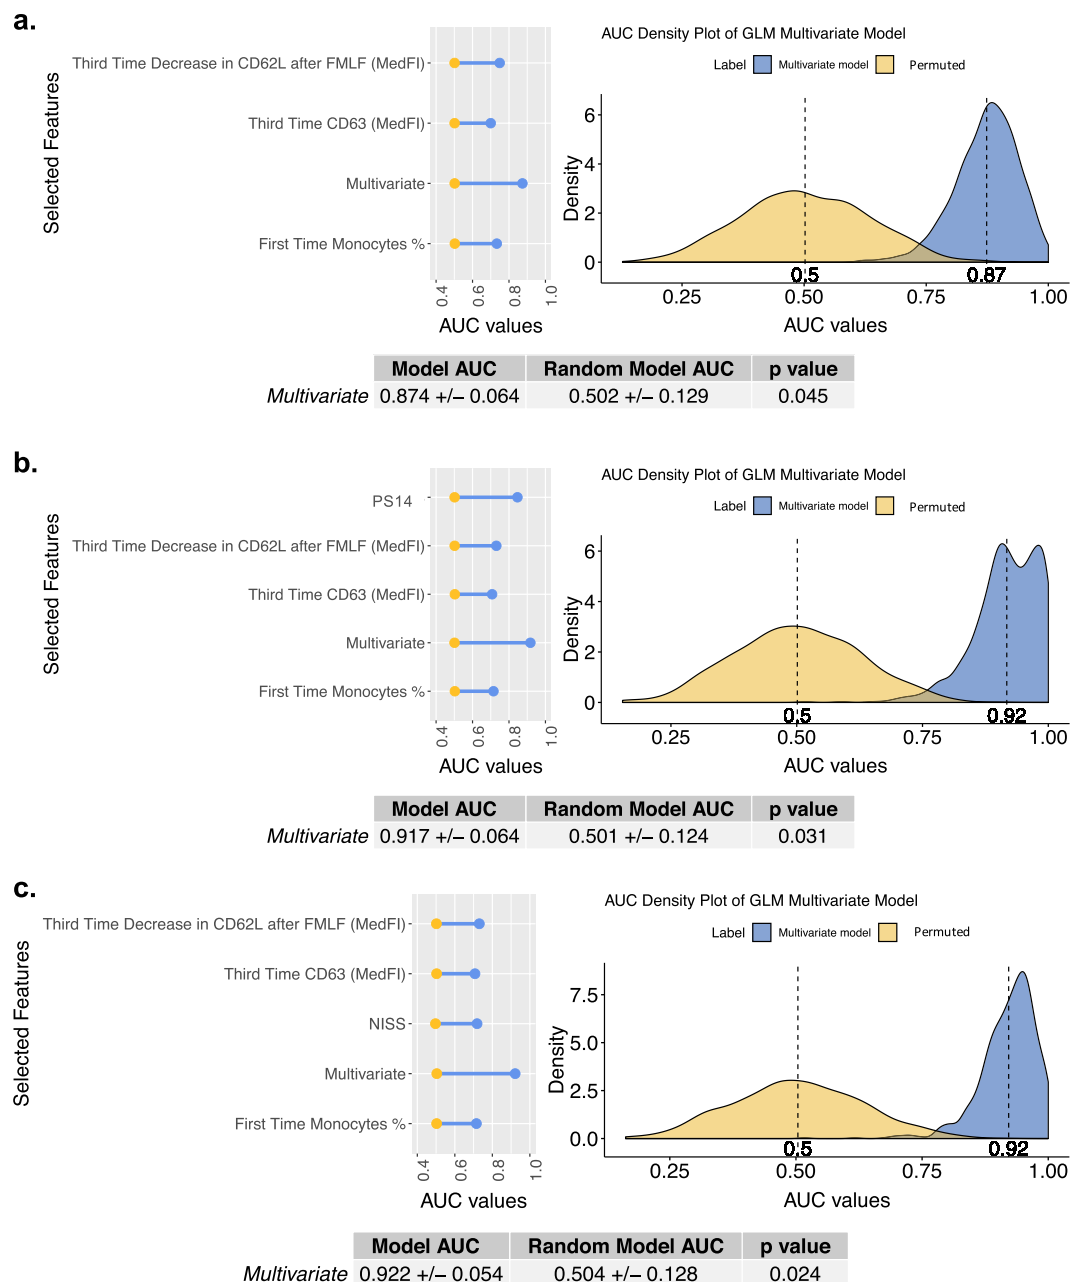 a.
Selected Features
Third Time Decrease in CD62L after FMLF (MedFI)
Third Time CD63 (MedFI)
Multivariate
First Time Monocytes %
0.4 0.6 0.8 1.0
AUC values
AUC Density Plot of GLM Multivariate Model
Label Multivariate model Permuted
Density
6
4
2
0
0.5 0.87
0.25 0.50 0.75 1.00
AUC values
Model AUC Random Model AUC p value
Multivariate 0.874 +/− 0.064 0.502 +/− 0.129 0.045
b.
Selected Features
PS14
Third Time Decrease in CD62L after FMLF (MedFI)
Third Time CD63 (MedFI)
Multivariate
First Time Monocytes %
0.4 0.6 0.8 1.0
AUC values
AUC Density Plot of GLM Multivariate Model
Label Multivariate model Permuted
Density
6
4
2
0
0.5 0.92
0.25 0.50 0.75 1.00
AUC values
Model AUC Random Model AUC p value
Multivariate 0.917 +/− 0.064 0.501 +/− 0.124 0.031
c.
Selected Features
Third Time Decrease in CD62L after FMLF (MedFI)
Third Time CD63 (MedFI)
NISS
Multivariate
First Time Monocytes %
0.4 0.6 0.8 1.0
AUC values
AUC Density Plot of GLM Multivariate Model
Label Multivariate model Permuted
Density
7.5
5.0
2.5
0.0
0.5 0.92
0.25 0.50 0.75 1.00
AUC values
Model AUC Random Model AUC p value
Multivariate 0.922 +/− 0.054 0.504 +/− 0.128 0.024